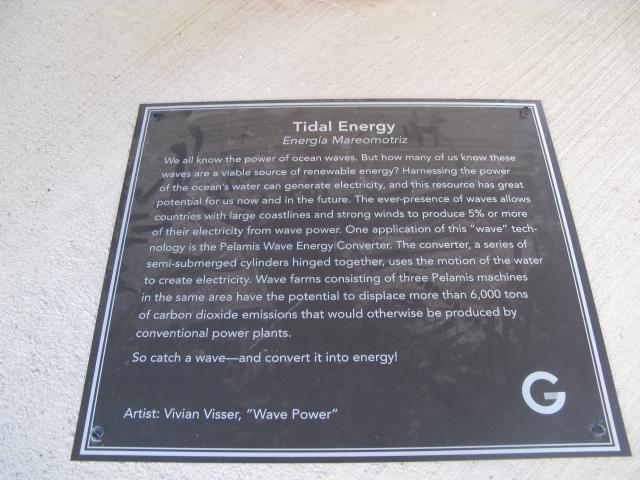 Tidal Energy
Energía Mareomotriz
We all know the power of ocean waves. But how many of us know these
waves are a viable source of renewable energy? Harnessing the power
of the ocean's water can generate electricity, and this resource has great
potential for us now and in the future. The ever-presence of waves allows
countries with large coastlines and strong winds to produce 5% or more
of their electricity from wave power. One application of this "wave" tech-
nology is the Pelamis Wave Energy Converter. The converter, a series of
semi-submerged cylinders hinged together, uses the motion of the water
to create electricity. Wave farms consisting of three Pelamis machines
in the same area have the potential to displace more than 6,000 tons
of carbon dioxide emissions that would otherwise be produced by
conventional power plants.
So catch a wave—and convert it into energy!
G
Artist: Vivian Visser, "Wave Power"